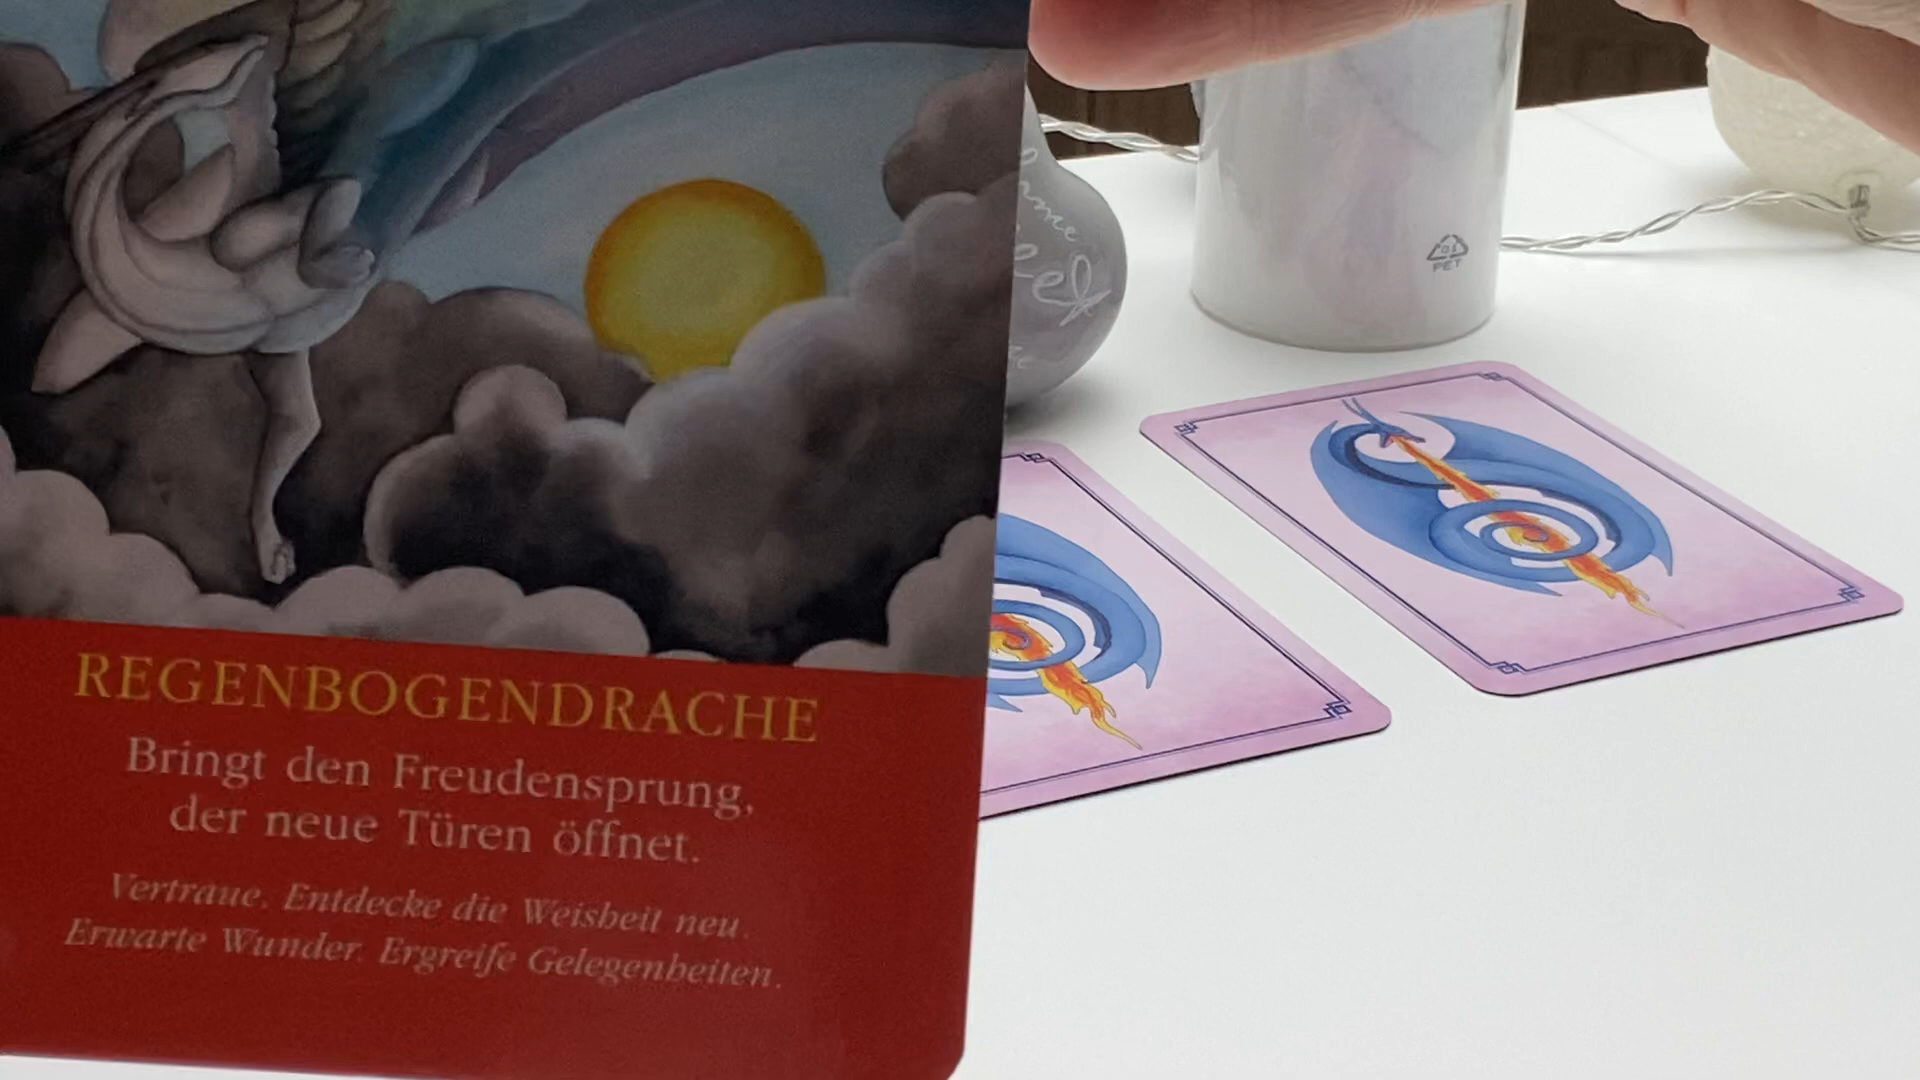 REGENBOGENDRACHE
Bringt den Freudensprung,
der neue Türen öffnet.
Vertraue. Entdecke die Weisheit neu.
Erwarte Wunder. Ergreife Gelegenheiten.
PET